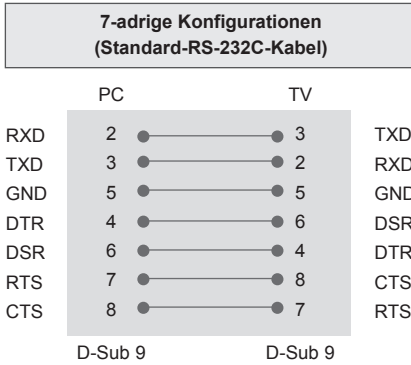 7-adrige Konfigurationen
(Standard-RS-232C-Kabel)
PC TV
RXD 2 3 TXD
TXD 3 2 RXD
GND 5 5 GND
DTR 4 6 DSR
DSR 6 4 DTR
RTS 7 8 CTS
CTS 8 7 RTS
D-Sub 9 D-Sub 9